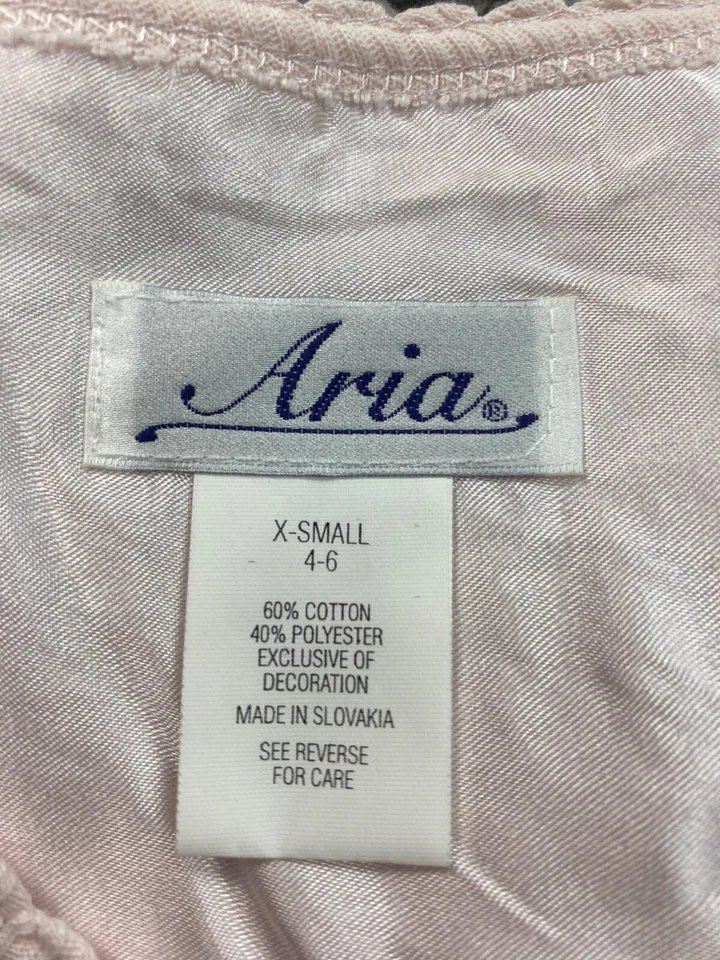 Aria®
X-SMALL
4-6
60% COTTON
40% POLYESTER
EXCLUSIVE OF
DECORATION
MADE IN SLOVAKIA
SEE REVERSE
FOR CARE